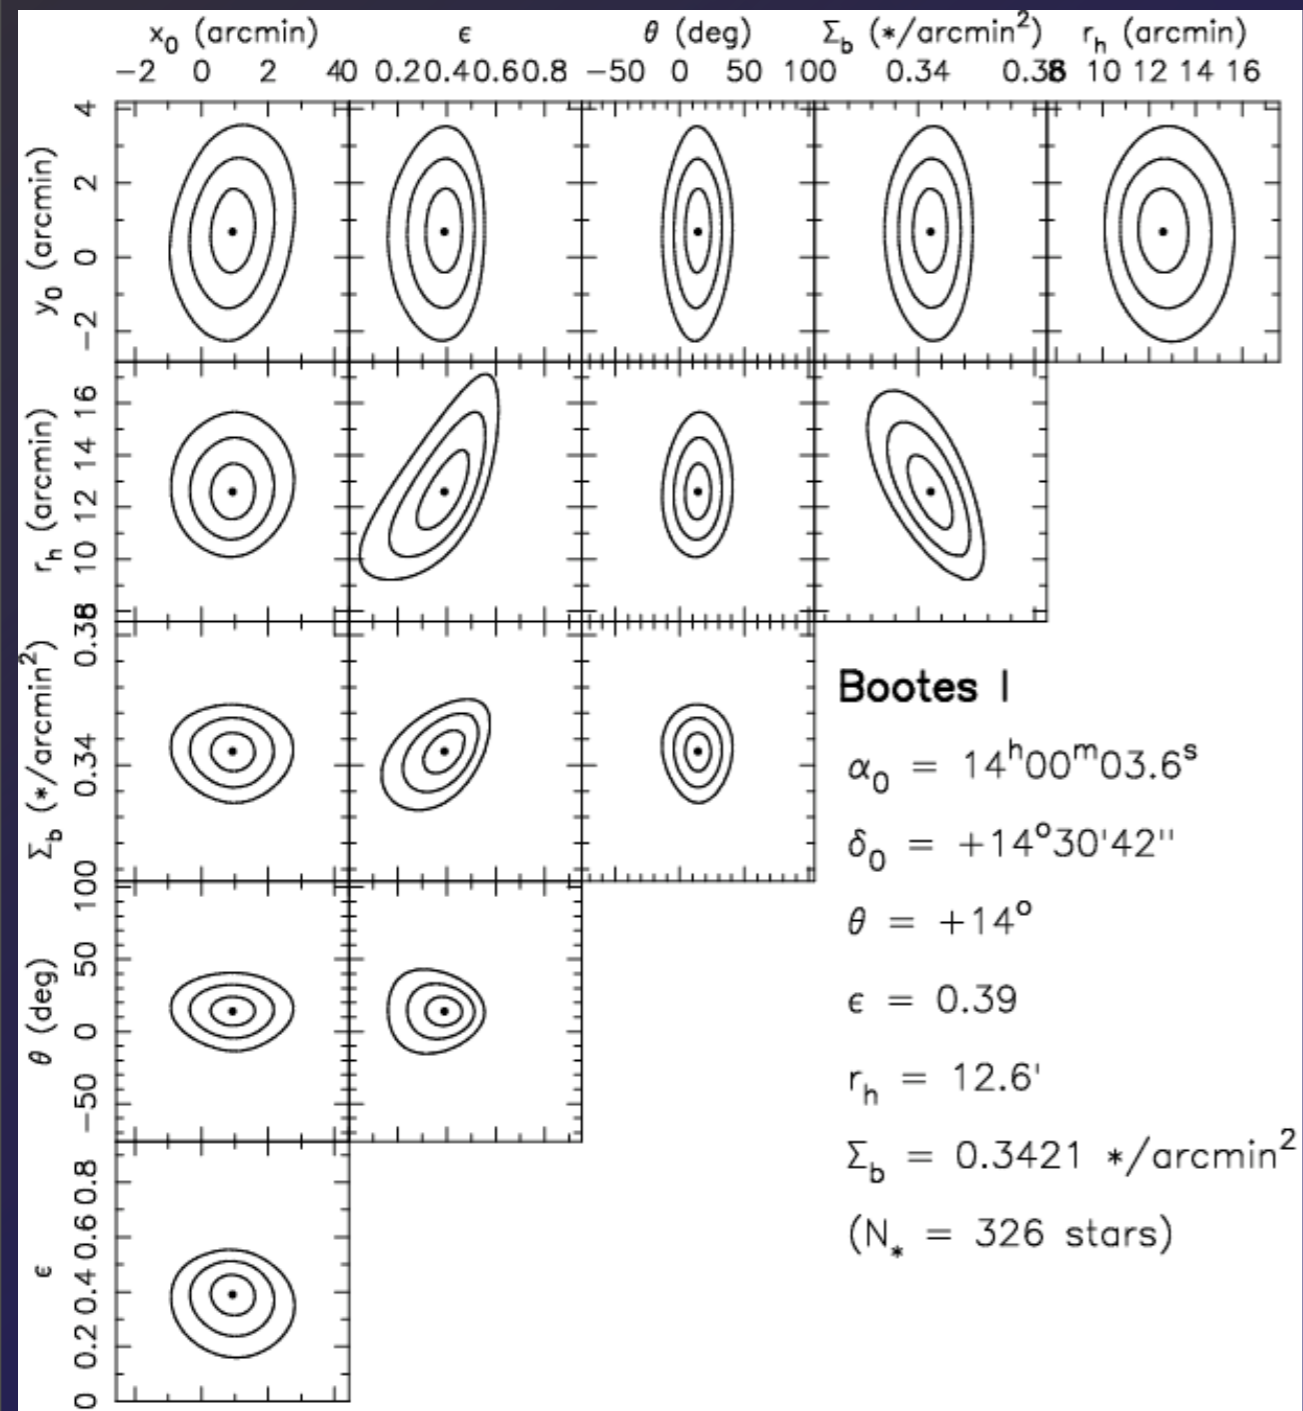 x₀ (arcmin) ϵ θ (deg) Σ_b (*/arcmin²) r_h (arcmin)
−2 0 2 4 0 0.2 0.4 0.6 0.8 −50 0 50 100 0.34 0.38 8 10 12 14 16
y₀ (arcmin)
4
2
0
−2
r_h (arcmin)
16
14
12
10
8
Σ_b (*/arcmin²)
0.38
0.34
θ (deg)
100
50
0
−50
ϵ
0.8
0.6
0.4
0.2
0
Bootes I
α₀ = 14ʰ00ᵐ03.6ˢ
δ₀ = +14°30'42"
θ = +14°
ϵ = 0.39
r_h = 12.6'
Σ_b = 0.3421 */arcmin²
(N_* = 326 stars)